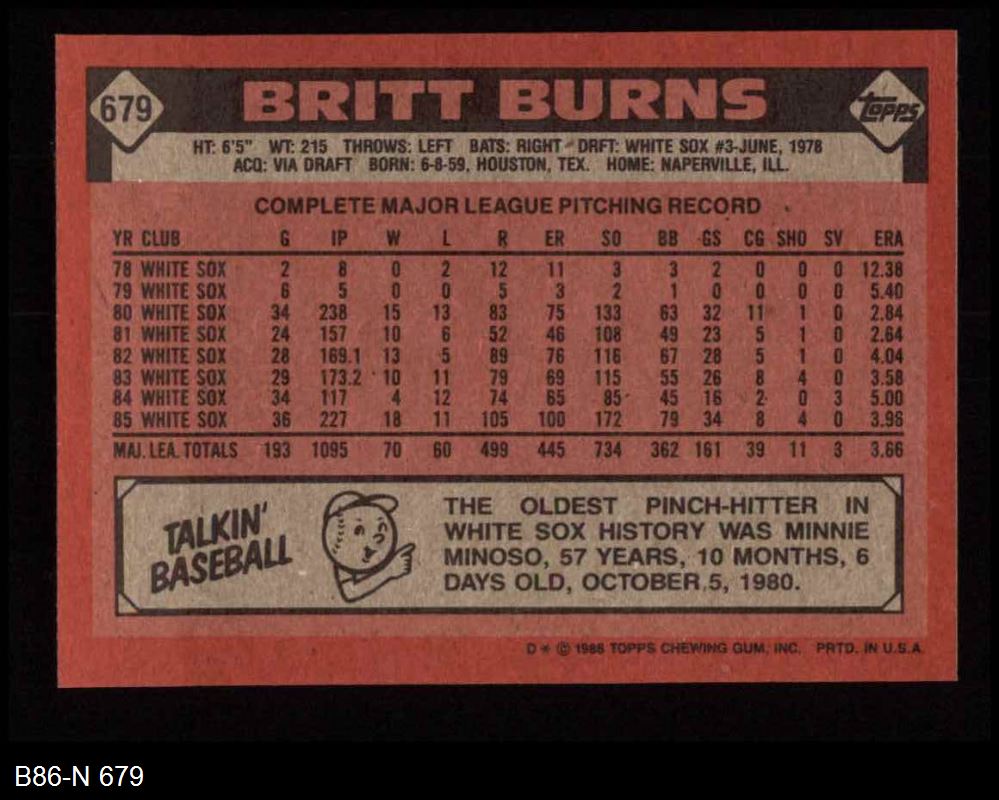 679 BRITT BURNS TOPPS
HT: 6'5" WT: 215 THROWS: LEFT BATS: RIGHT DRFT: WHITE SOX #3-JUNE, 1978
ACQ: VIA DRAFT BORN: 6-8-59, HOUSTON, TEX. HOME: NAPERVILLE, ILL.
COMPLETE MAJOR LEAGUE PITCHING RECORD
YR CLUB G IP W L R ER SO BB GS CG SHO SV ERA
78 WHITE SOX 2 8 0 2 12 11 3 3 2 0 0 0 12.38
79 WHITE SOX 6 5 0 0 5 3 2 1 0 0 0 0 5.40
80 WHITE SOX 34 238 15 13 83 75 133 63 32 11 1 0 2.84
81 WHITE SOX 24 157 10 6 52 46 108 49 23 5 1 0 2.64
82 WHITE SOX 28 169.1 13 5 89 76 116 67 28 5 1 0 4.04
83 WHITE SOX 29 173.2 10 11 79 69 115 55 26 8 4 0 3.58
84 WHITE SOX 34 117 4 12 74 65 85 45 16 2 0 3 5.00
85 WHITE SOX 36 227 18 11 105 100 172 79 34 8 4 0 3.96
MAJ. LEA. TOTALS 193 1095 70 60 499 445 734 362 161 39 11 3 3.66
TALKIN'
BASEBALL
THE OLDEST PINCH-HITTER IN
WHITE SOX HISTORY WAS MINNIE
MINOSO, 57 YEARS, 10 MONTHS, 6
DAYS OLD, OCTOBER 5, 1980.
D * © 1986 TOPPS CHEWING GUM, INC. PRTD. IN U.S.A.
B86-N 679